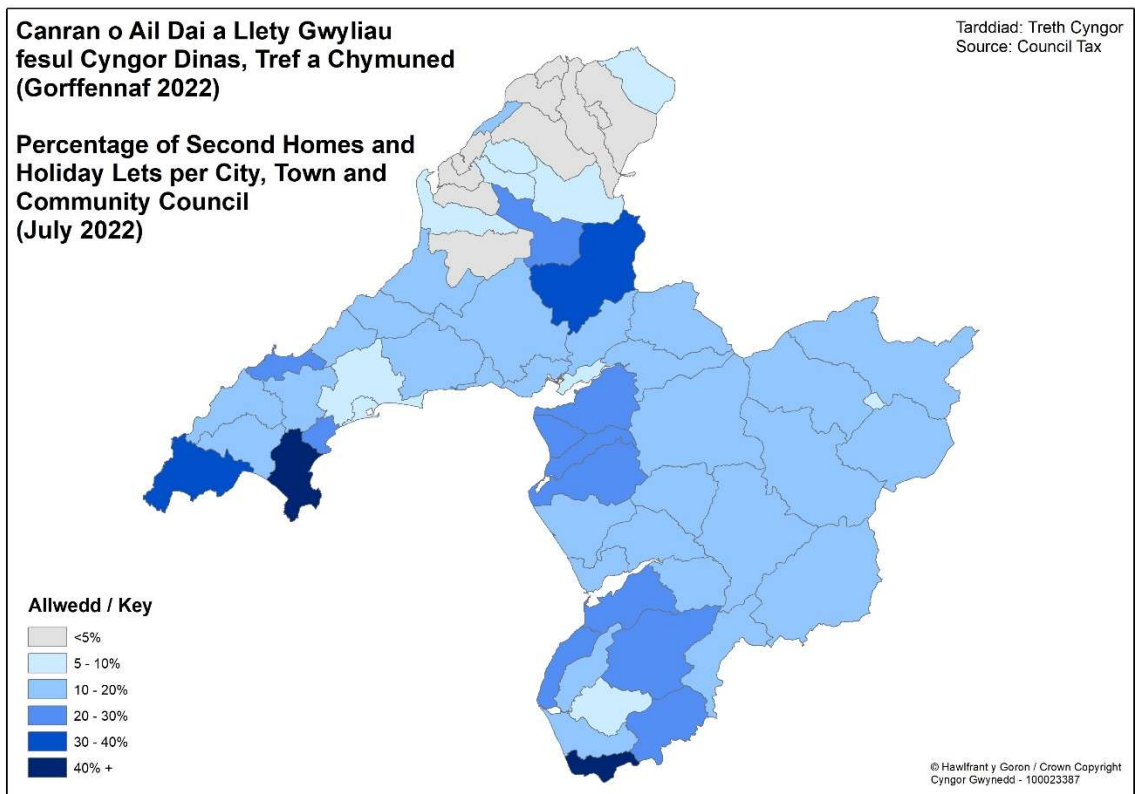 Canran o Ail Dai a Llety Gwyliau
fesul Cyngor Dinas, Tref a Chymuned
(Gorffennaf 2022)
Percentage of Second Homes and
Holiday Lets per City, Town and
Community Council
(July 2022)
Tarddiad: Treth Cyngor
Source: Council Tax
Allwedd / Key
<5%
5 - 10%
10 - 20%
20 - 30%
30 - 40%
40% +
© Hawlfraint y Goron / Crown Copyright
Cyngor Gwynedd - 100023387